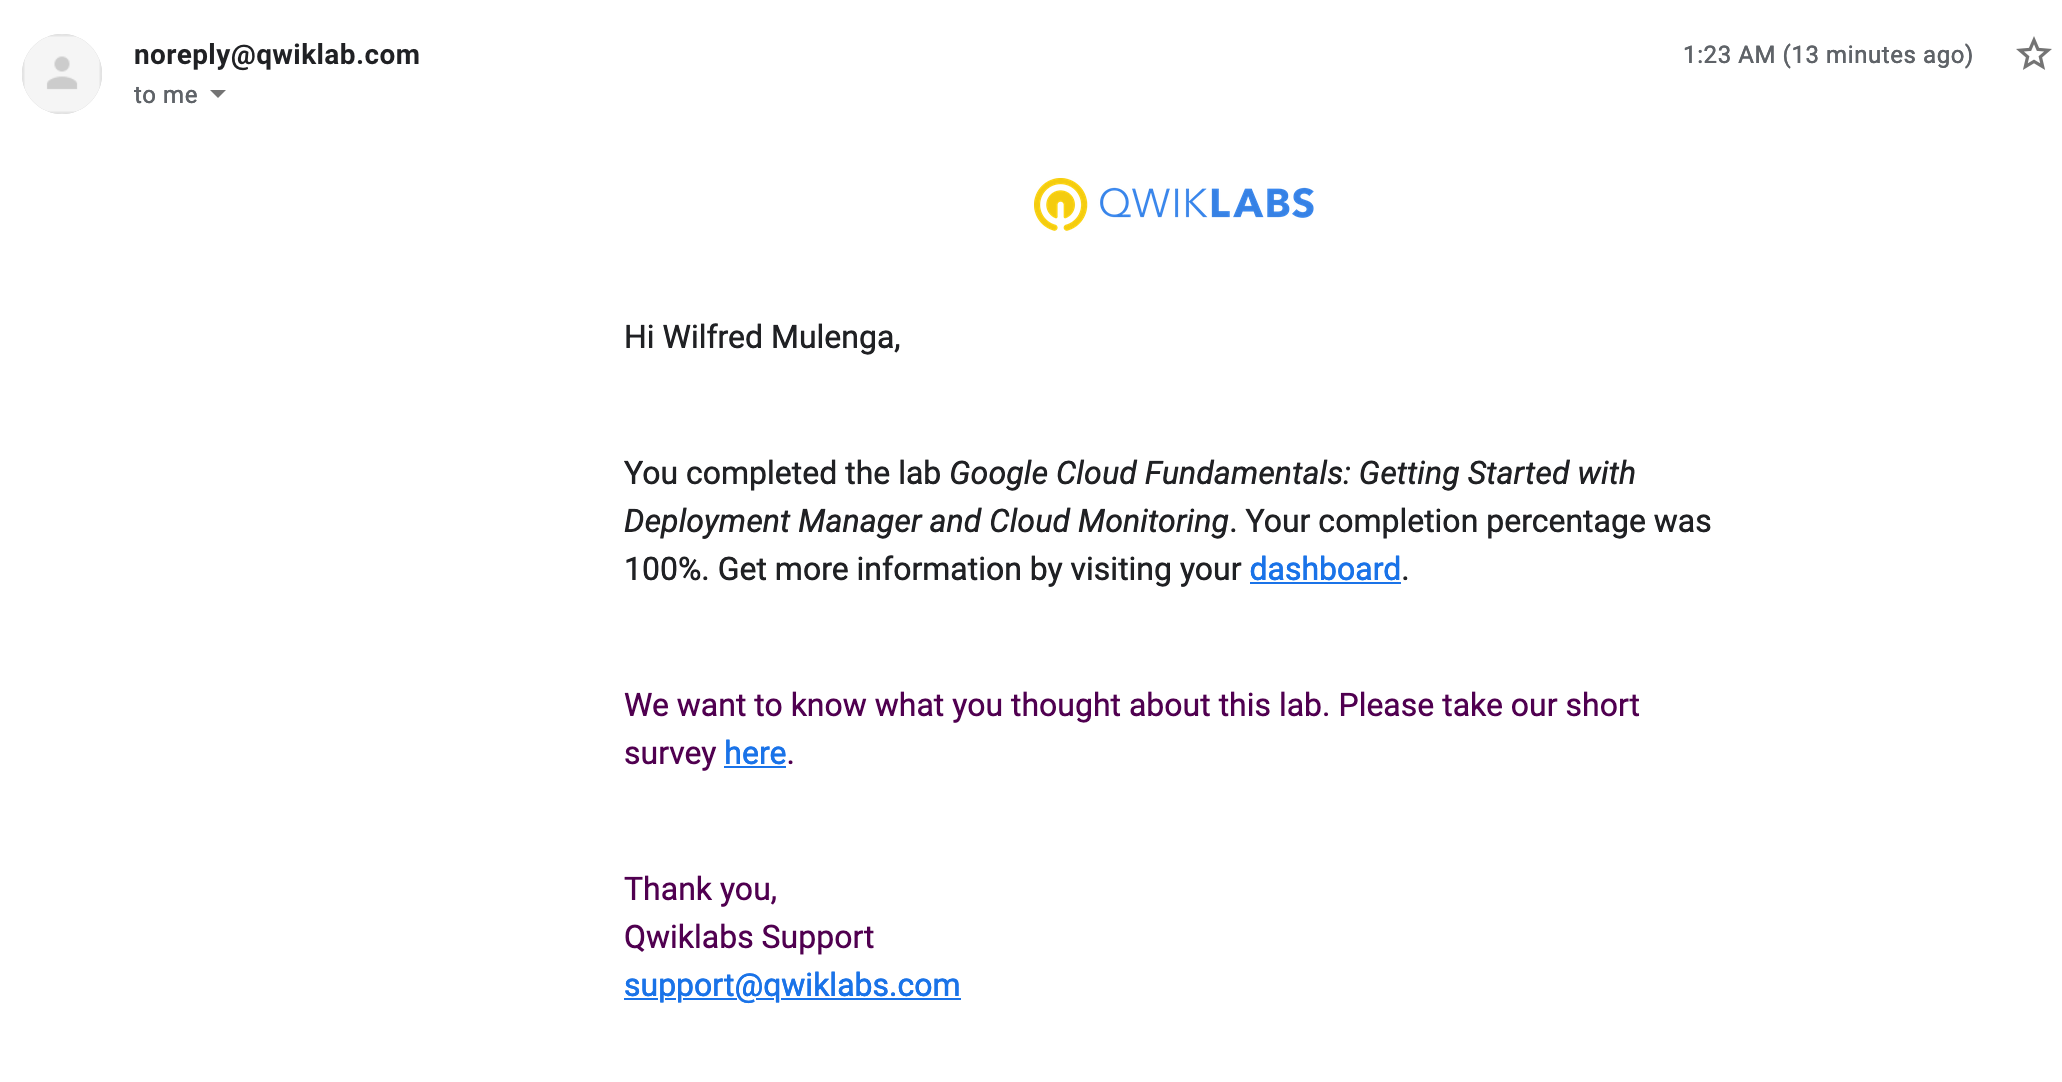 noreply@qwiklab.com
1:23 AM (13 minutes ago)
to me
QWIKLABS
Hi Wilfred Mulenga,
You completed the lab Google Cloud Fundamentals: Getting Started with
Deployment Manager and Cloud Monitoring. Your completion percentage was
100%. Get more information by visiting your dashboard.
We want to know what you thought about this lab. Please take our short
survey here.
Thank you,
Qwiklabs Support
support@qwiklabs.com